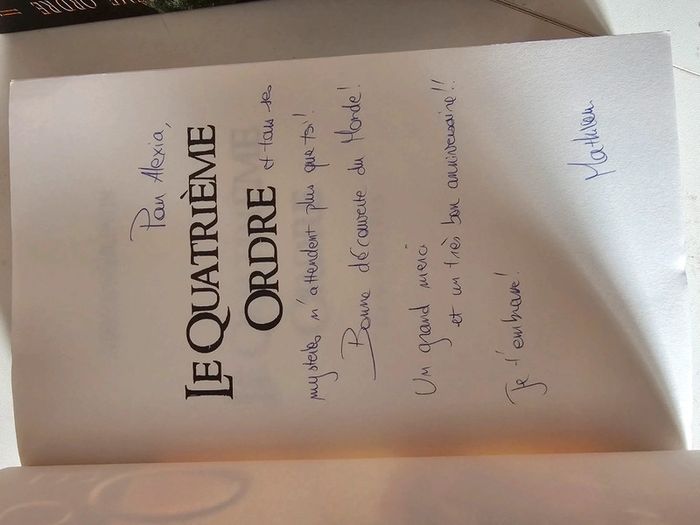 Pour Alexia,
LE QUATRIÈME
ORDRE et tous ses
mystères n'attendent plus que toi!
Bonne découverte du Monde!
Un grand merci
et un très bon anniversaire!!
Je t'embrasse!
ORDRE